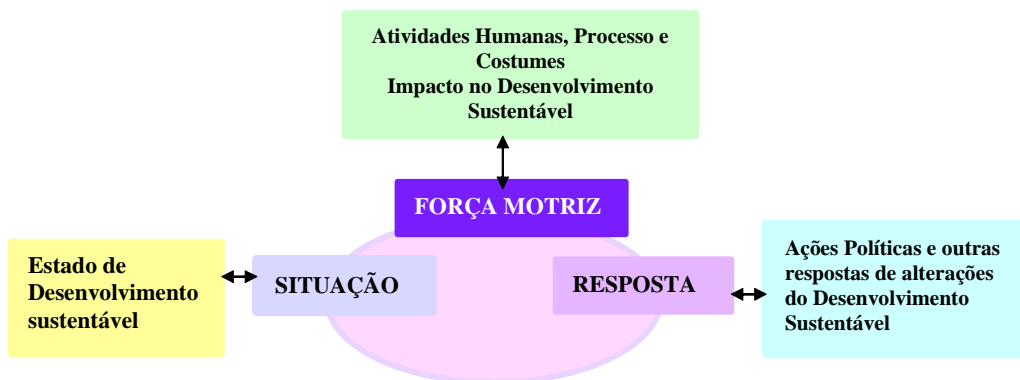 Atividades Humanas, Processo e
Costumes
Impacto no Desenvolvimento
Sustentável
FORÇA MOTRIZ
Estado de
Desenvolvimento
sustentável
SITUAÇÃO
RESPOSTA
Ações Políticas e outras
respostas de alterações
do Desenvolvimento
Sustentável